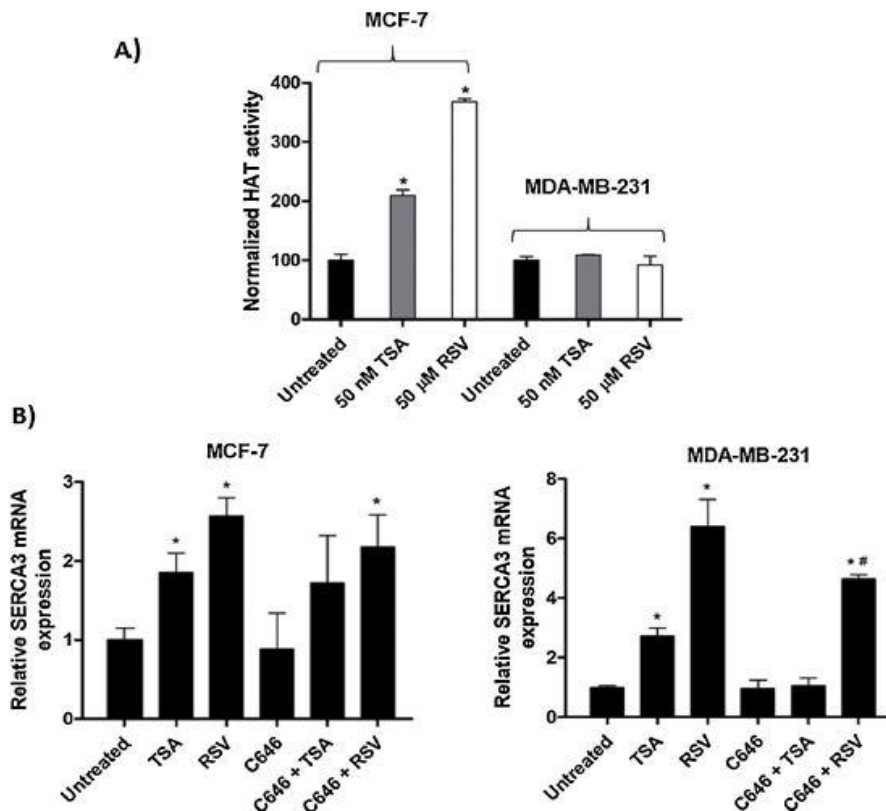 A)
MCF-7
Normalized HAT activity
400
300
200
100
0
*
*
MDA-MB-231
Untreated
50 nM TSA
50 µM RSV
Untreated
50 nM TSA
50 µM RSV
B)
MCF-7
Relative SERCA3 mRNA
expression
3
2
1
0
*
*
*
Untreated
TSA
RSV
C646
C646 + TSA
C646 + RSV
MDA-MB-231
Relative SERCA3 mRNA
expression
8
6
4
2
0
*
*
* #
Untreated
TSA
RSV
C646
C646 + TSA
C646 + RSV